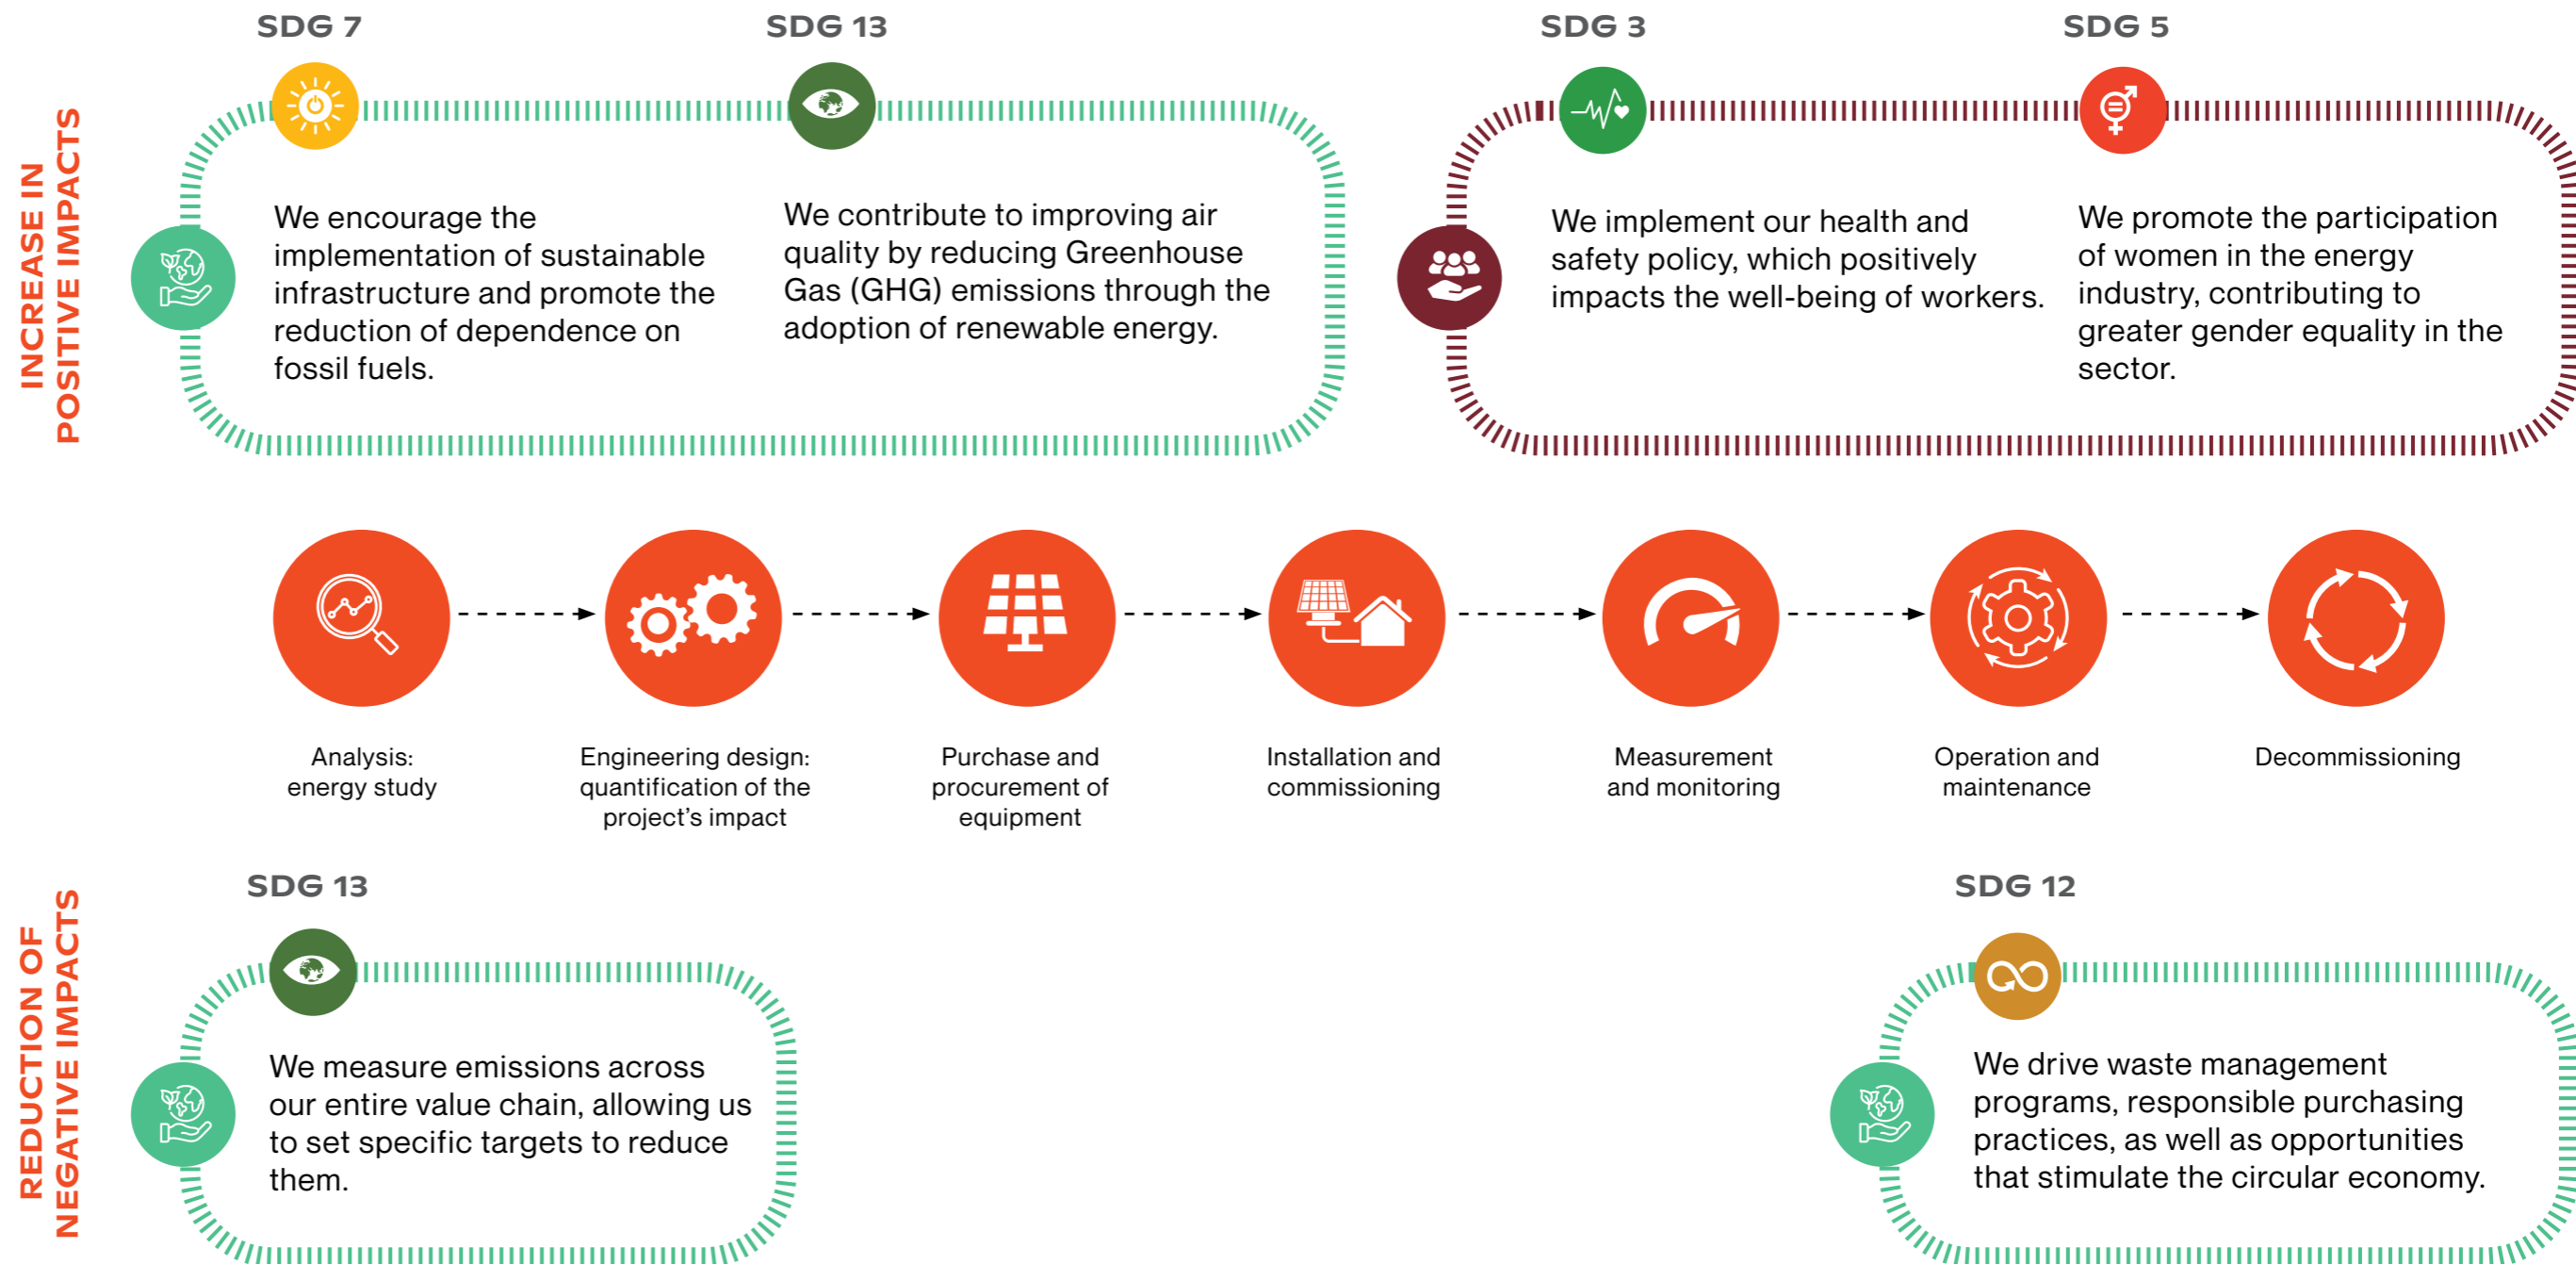 INCREASE IN
POSITIVE IMPACTS
SDG 7
We encourage the
implementation of sustainable
infrastructure and promote the
reduction of dependence on
fossil fuels.
SDG 13
We contribute to improving air
quality by reducing Greenhouse
Gas (GHG) emissions through the
adoption of renewable energy.
SDG 3
We implement our health and
safety policy, which positively
impacts the well-being of workers.
SDG 5
We promote the participation
of women in the energy
industry, contributing to
greater gender equality in the
sector.
Analysis:
energy study
Engineering design:
quantification of the
project's impact
Purchase and
procurement of
equipment
Installation and
commissioning
Measurement
and monitoring
Operation and
maintenance
Decommissioning
REDUCTION OF
NEGATIVE IMPACTS
SDG 13
We measure emissions across
our entire value chain, allowing us
to set specific targets to reduce
them.
SDG 12
We drive waste management
programs, responsible purchasing
practices, as well as opportunities
that stimulate the circular economy.